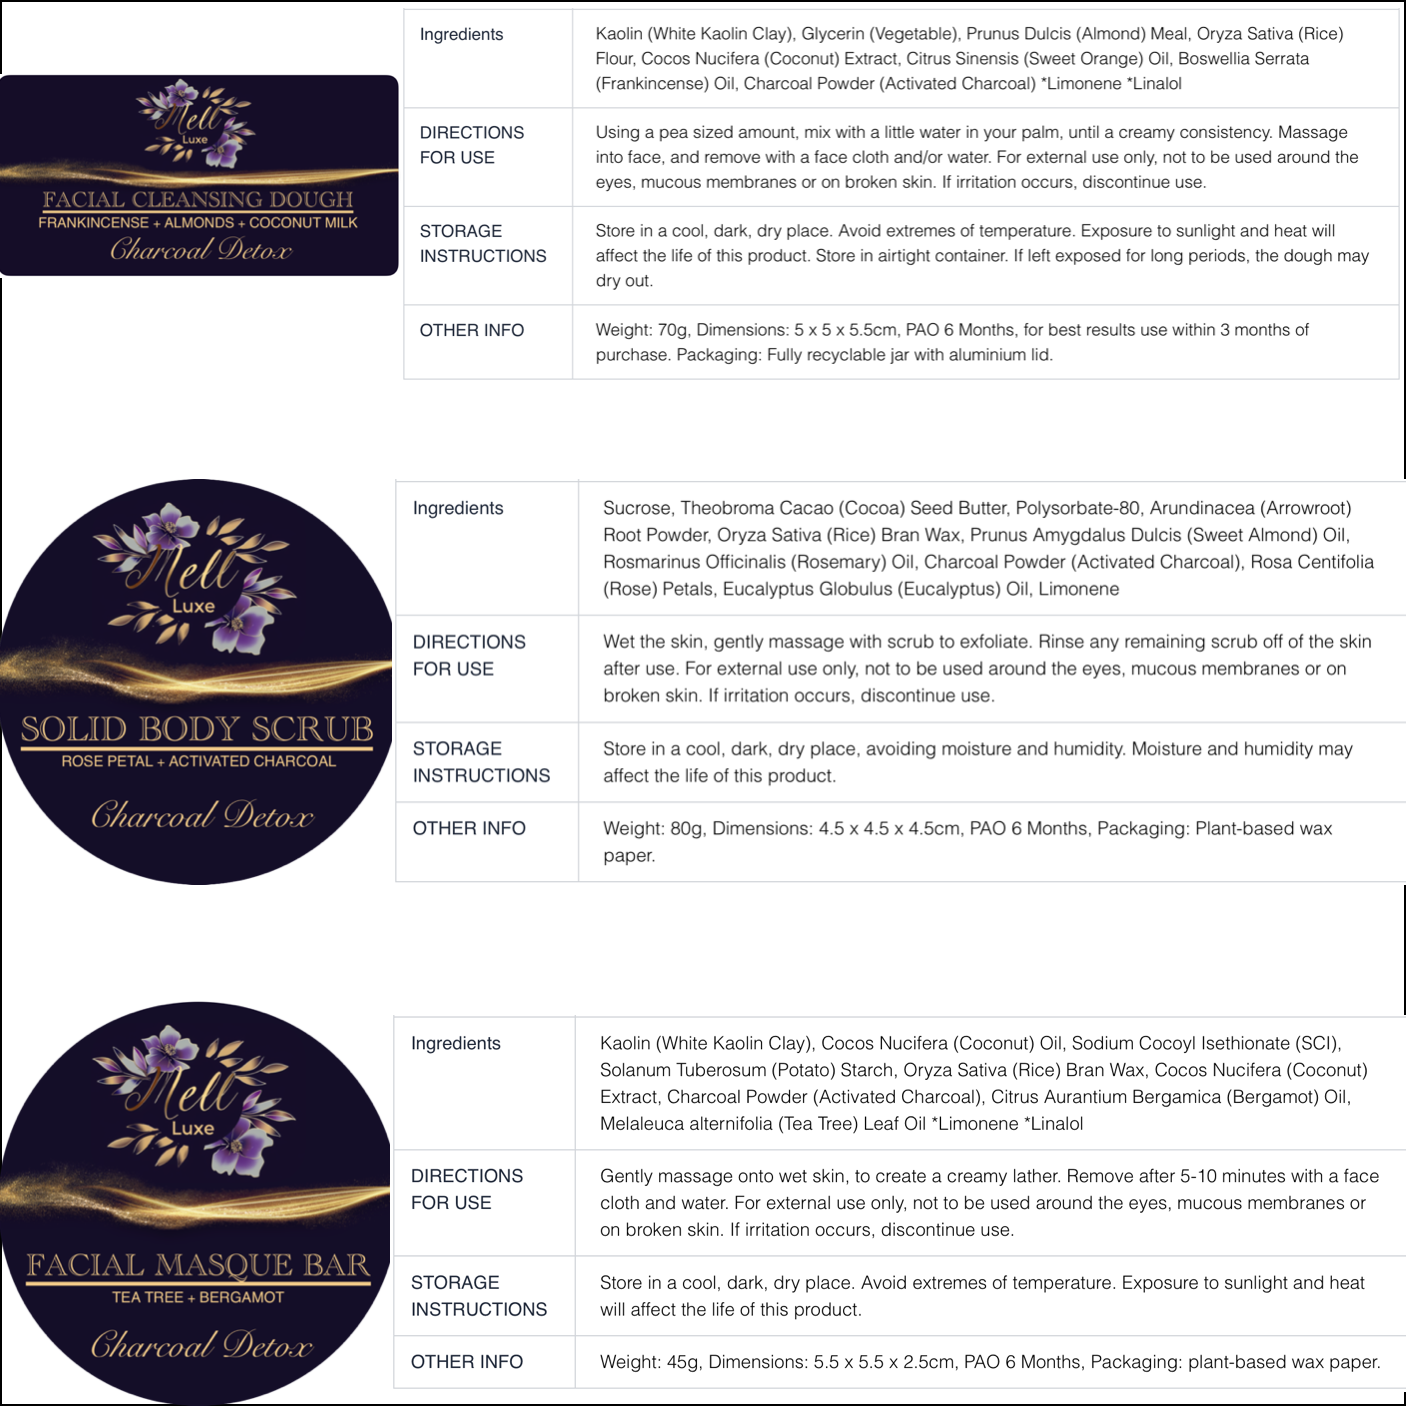 Mell
Luxe
FACIAL CLEANSING DOUGH
FRANKINCENSE + ALMONDS + COCONUT MILK
Charcoal Detox
Ingredients
Kaolin (White Kaolin Clay), Glycerin (Vegetable), Prunus Dulcis (Almond) Meal, Oryza Sativa (Rice)
Flour, Cocos Nucifera (Coconut) Extract, Citrus Sinensis (Sweet Orange) Oil, Boswellia Serrata
(Frankincense) Oil, Charcoal Powder (Activated Charcoal) *Limonene *Linalol
DIRECTIONS
FOR USE
Using a pea sized amount, mix with a little water in your palm, until a creamy consistency. Massage
into face, and remove with a face cloth and/or water. For external use only, not to be used around the
eyes, mucous membranes or on broken skin. If irritation occurs, discontinue use.
STORAGE
INSTRUCTIONS
Store in a cool, dark, dry place. Avoid extremes of temperature. Exposure to sunlight and heat will
affect the life of this product. Store in airtight container. If left exposed for long periods, the dough may
dry out.
OTHER INFO
Weight: 70g, Dimensions: 5 x 5 x 5.5cm, PAO 6 Months, for best results use within 3 months of
purchase. Packaging: Fully recyclable jar with aluminium lid.
Mell
Luxe
SOLID BODY SCRUB
ROSE PETAL + ACTIVATED CHARCOAL
Charcoal Detox
Ingredients
Sucrose, Theobroma Cacao (Cocoa) Seed Butter, Polysorbate-80, Arundinacea (Arrowroot)
Root Powder, Oryza Sativa (Rice) Bran Wax, Prunus Amygdalus Dulcis (Sweet Almond) Oil,
Rosmarinus Officinalis (Rosemary) Oil, Charcoal Powder (Activated Charcoal), Rosa Centifolia
(Rose) Petals, Eucalyptus Globulus (Eucalyptus) Oil, Limonene
DIRECTIONS
FOR USE
Wet the skin, gently massage with scrub to exfoliate. Rinse any remaining scrub off of the skin
after use. For external use only, not to be used around the eyes, mucous membranes or on
broken skin. If irritation occurs, discontinue use.
STORAGE
INSTRUCTIONS
Store in a cool, dark, dry place, avoiding moisture and humidity. Moisture and humidity may
affect the life of this product.
OTHER INFO
Weight: 80g, Dimensions: 4.5 x 4.5 x 4.5cm, PAO 6 Months, Packaging: Plant-based wax
paper.
Mell
Luxe
FACIAL MASQUE BAR
TEA TREE + BERGAMOT
Charcoal Detox
Ingredients
Kaolin (White Kaolin Clay), Cocos Nucifera (Coconut) Oil, Sodium Cocoyl Isethionate (SCI),
Solanum Tuberosum (Potato) Starch, Oryza Sativa (Rice) Bran Wax, Cocos Nucifera (Coconut)
Extract, Charcoal Powder (Activated Charcoal), Citrus Aurantium Bergamica (Bergamot) Oil,
Melaleuca alternifolia (Tea Tree) Leaf Oil *Limonene *Linalol
DIRECTIONS
FOR USE
Gently massage onto wet skin, to create a creamy lather. Remove after 5-10 minutes with a face
cloth and water. For external use only, not to be used around the eyes, mucous membranes or
on broken skin. If irritation occurs, discontinue use.
STORAGE
INSTRUCTIONS
Store in a cool, dark, dry place. Avoid extremes of temperature. Exposure to sunlight and heat
will affect the life of this product.
OTHER INFO
Weight: 45g, Dimensions: 5.5 x 5.5 x 2.5cm, PAO 6 Months, Packaging: plant-based wax paper.